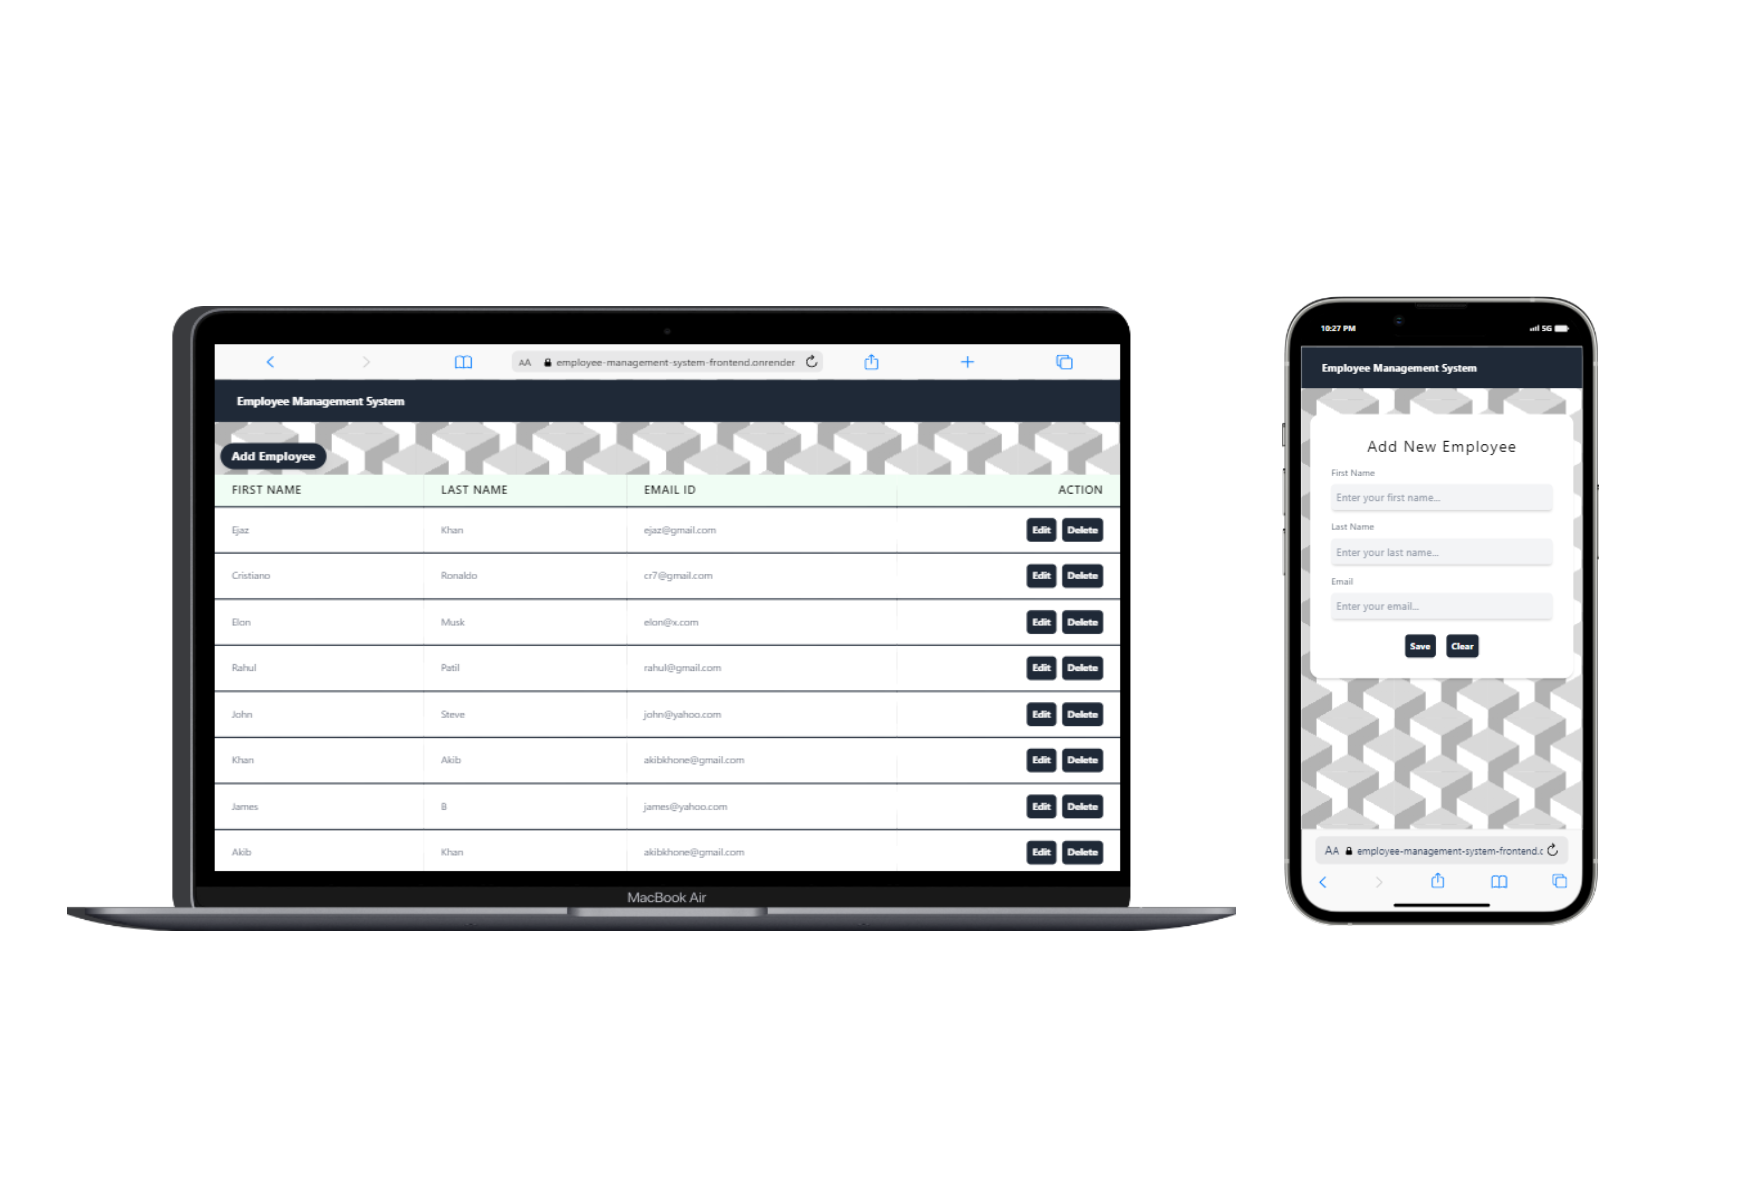 AA employee-management-system-frontend.onrender
Employee Management System
Add Employee
FIRST NAME LAST NAME EMAIL ID ACTION
Ejaz Khan ejaz@gmail.com Edit Delete
Cristiano Ronaldo cr7@gmail.com Edit Delete
Elon Musk elon@x.com Edit Delete
Rahul Patil rahul@gmail.com Edit Delete
John Steve john@yahoo.com Edit Delete
Khan Akib akibkhone@gmail.com Edit Delete
James B james@yahoo.com Edit Delete
Akib Khan akibkhone@gmail.com Edit Delete
MacBook Air
10:27 PM 5G
Employee Management System
Add New Employee
First Name
Enter your first name...
Last Name
Enter your last name...
Email
Enter your email...
Save Clear
AA employee-management-system-frontend.c